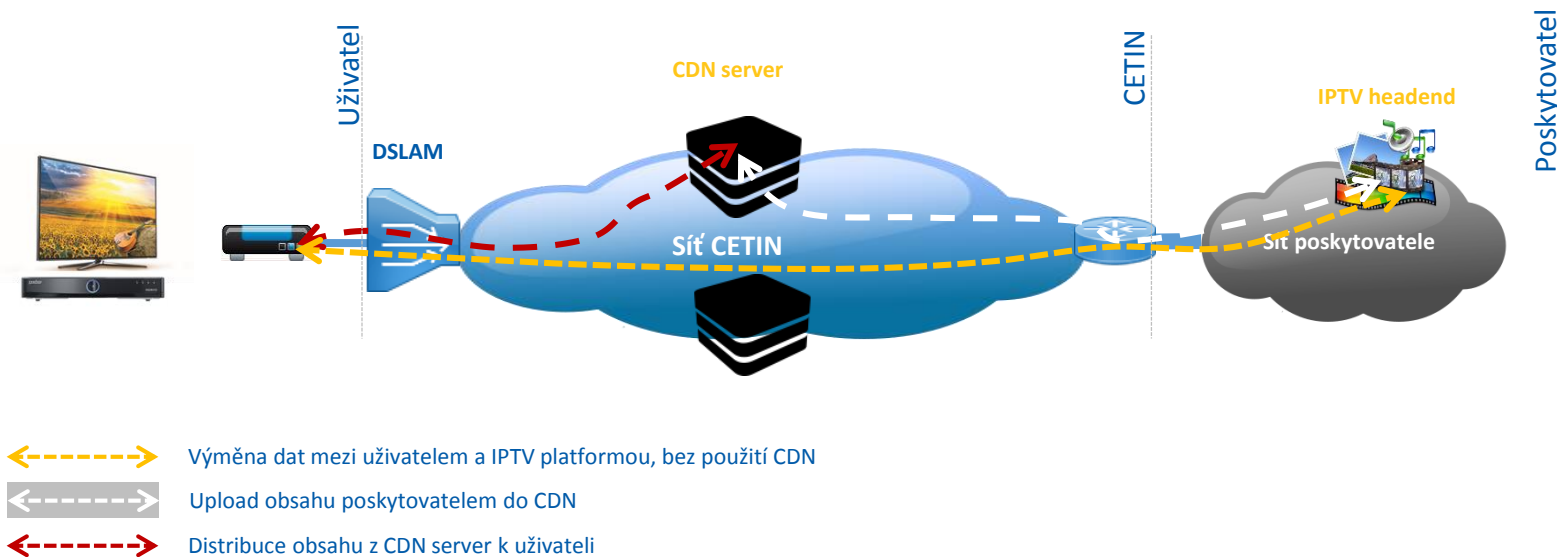 Uživatel
CETIN
Poskytovatel
CDN server
IPTV headend
DSLAM
Síť CETIN
Síť poskytovatele
Výměna dat mezi uživatelem a IPTV platformou, bez použití CDN
Upload obsahu poskytovatelem do CDN
Distribuce obsahu z CDN server k uživateli